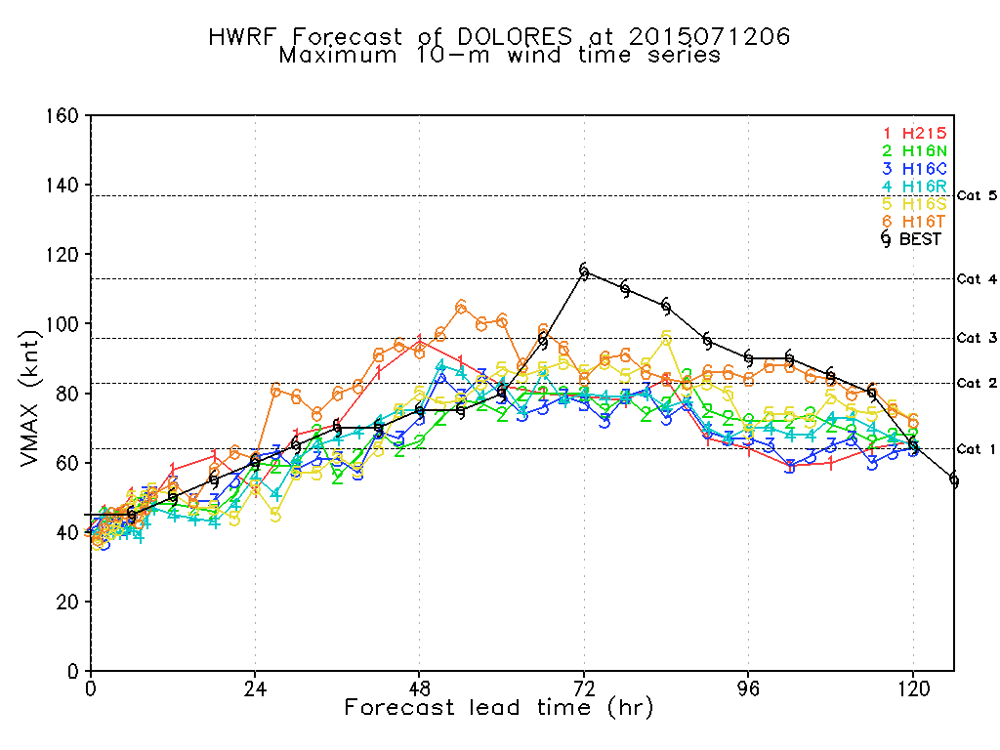 HWRF Forecast of DOLORES at 2015071206
Maximum 10-m wind time series
160
140
120
100
80
60
40
20
0
VMAX (knt)
1 H215
2 H16N
3 H16C
4 H16R
5 H16S
6 H16T
BEST
Cat 5
Cat 4
Cat 3
Cat 2
Cat 1
0 24 48 72 96 120
Forecast lead time (hr)